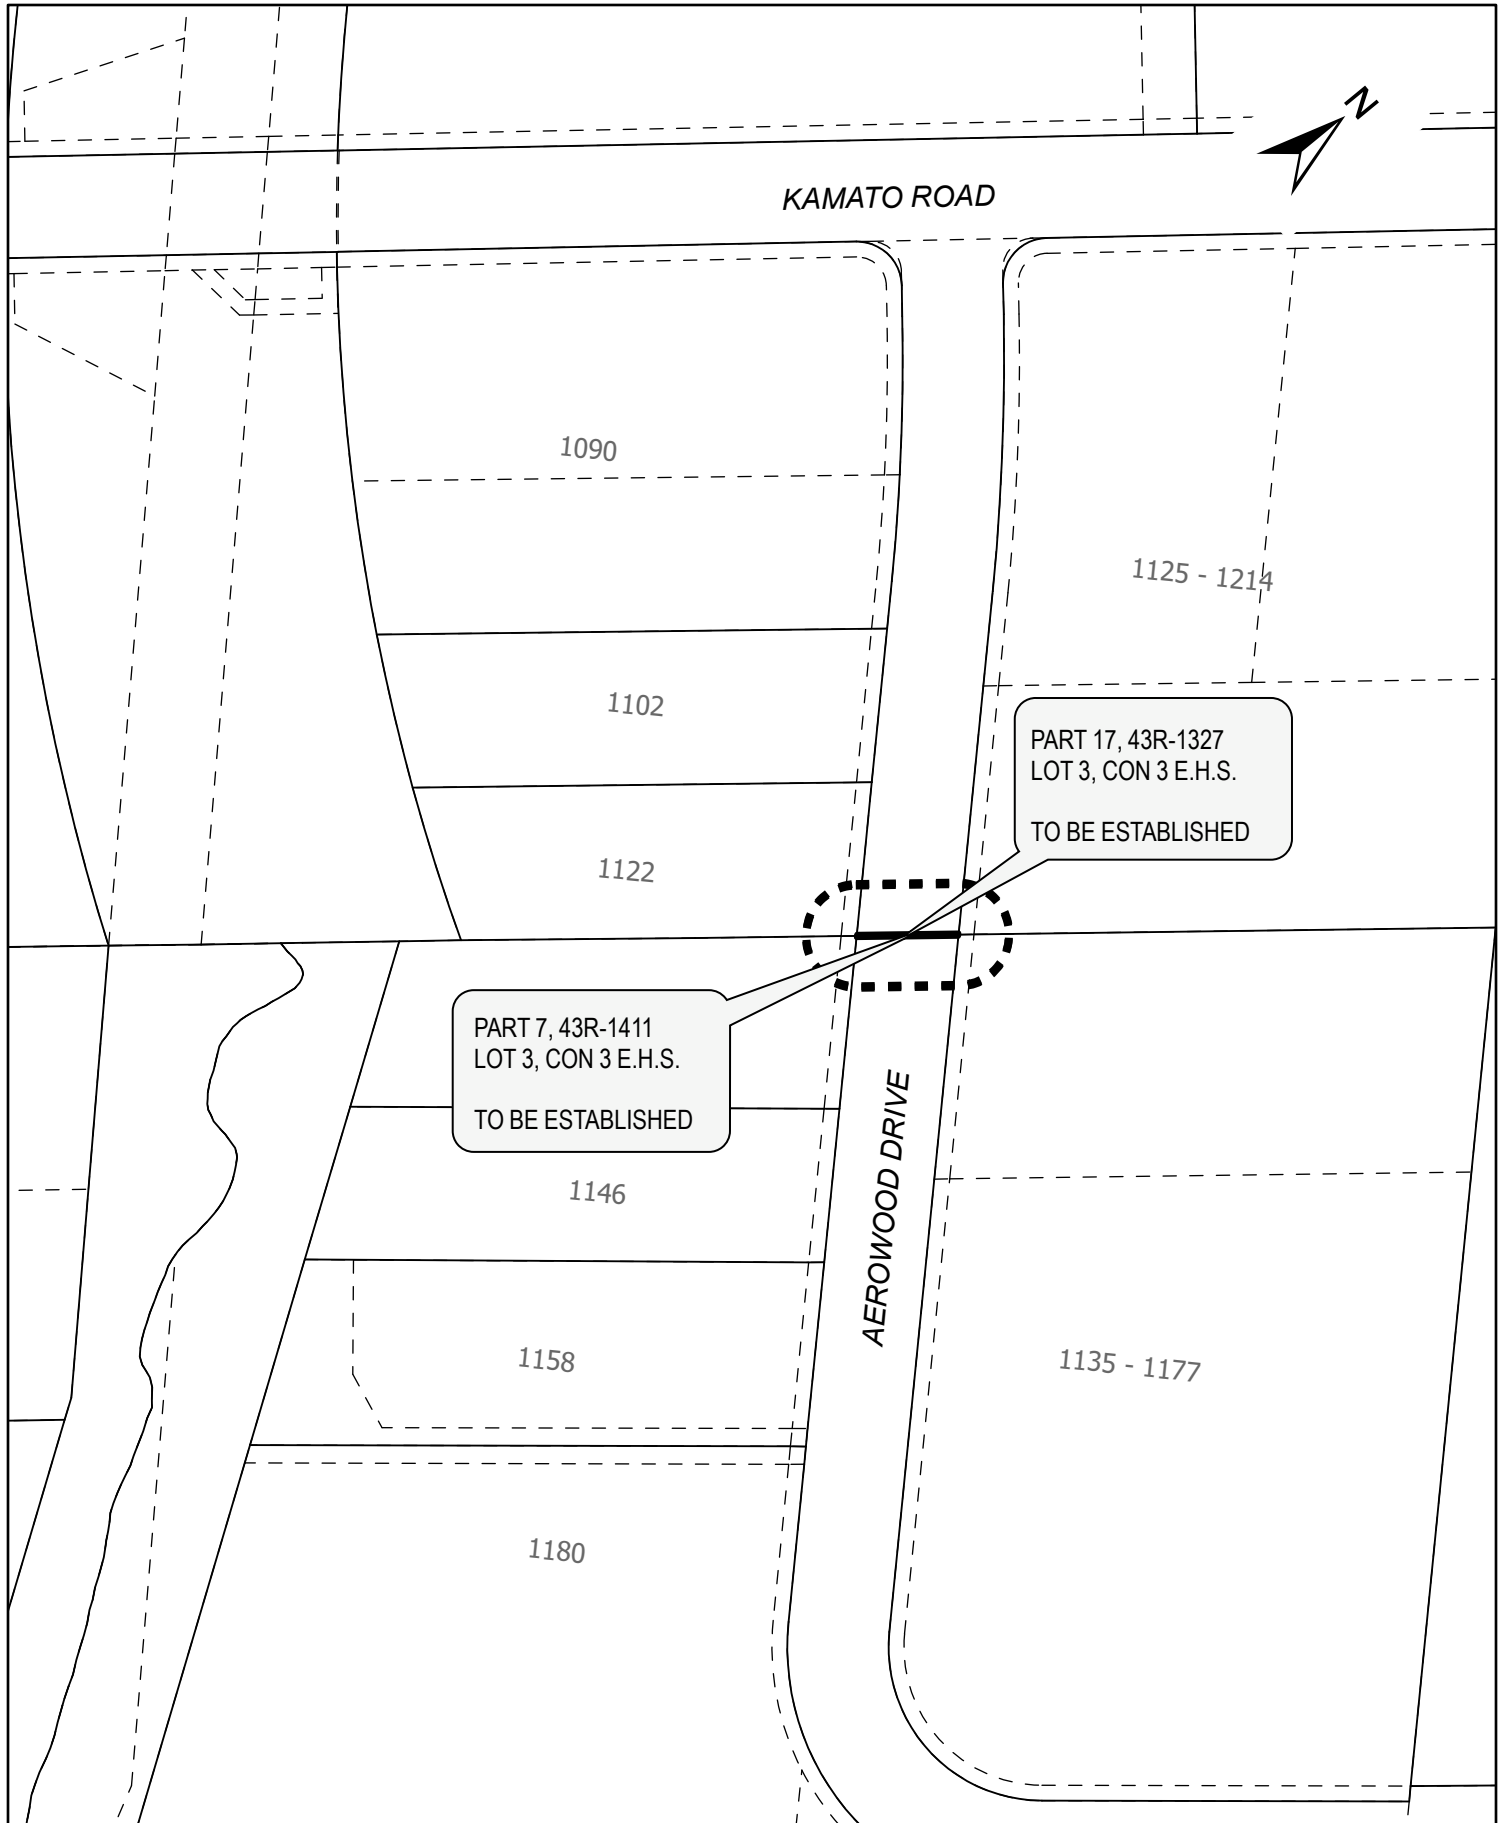 N
KAMATO ROAD
1090
1125 - 1214
1102
PART 17, 43R-1327
LOT 3, CON 3 E.H.S.
TO BE ESTABLISHED
1122
PART 7, 43R-1411
LOT 3, CON 3 E.H.S.
TO BE ESTABLISHED
AEROWOOD DRIVE
1146
1158
1135 - 1177
1180